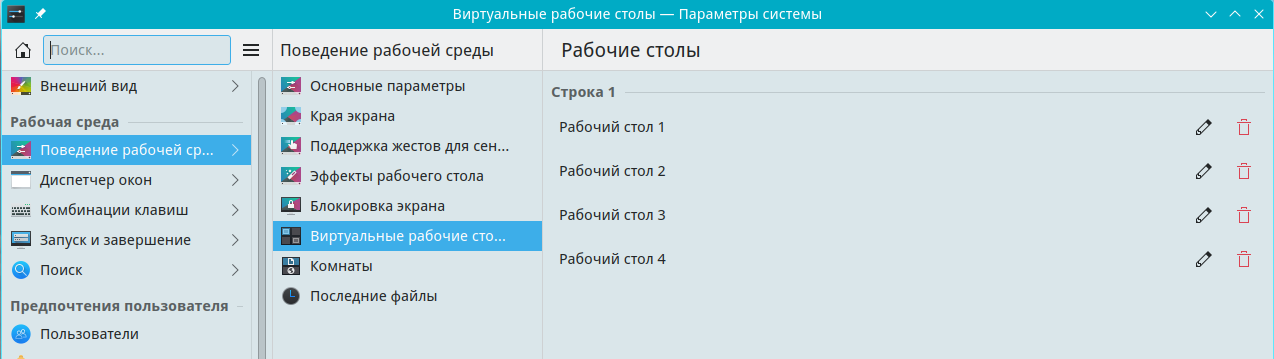 Виртуальные рабочие столы — Параметры системы
Поиск...
Внешний вид
Рабочая среда
Поведение рабочей ср...
Диспетчер окон
Комбинации клавиш
Запуск и завершение
Поиск
Предпочтения пользователя
Пользователи
Поведение рабочей среды
Основные параметры
Края экрана
Поддержка жестов для сен...
Эффекты рабочего стола
Блокировка экрана
Виртуальные рабочие сто...
Комнаты
Последние файлы
Рабочие столы
Строка 1
Рабочий стол 1
Рабочий стол 2
Рабочий стол 3
Рабочий стол 4